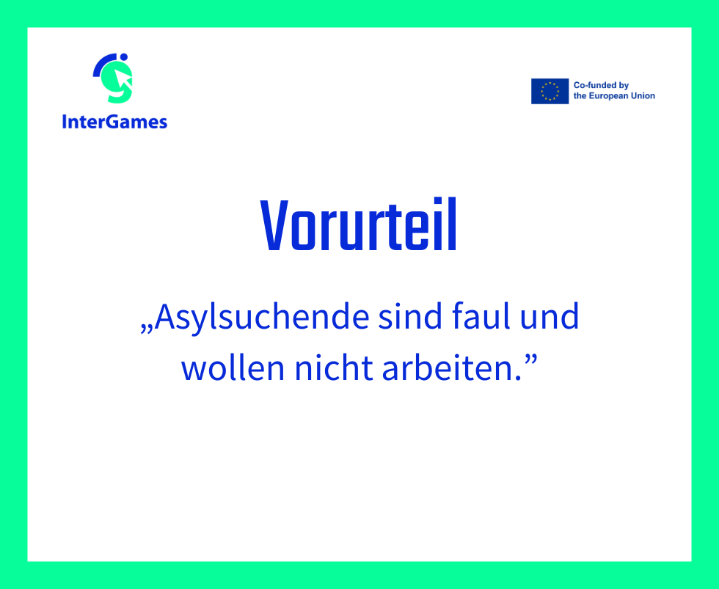 InterGames
Co-funded by
the European Union
Vorurteil
„Asylsuchende sind faul und
wollen nicht arbeiten.”